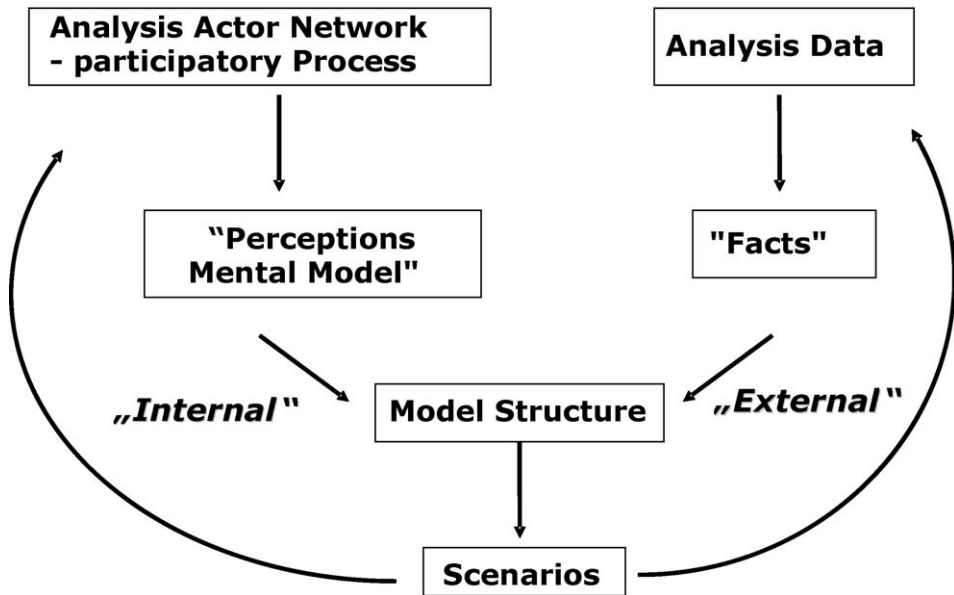 Analysis Actor Network
- participatory Process
Analysis Data
“Perceptions
Mental Model"
"Facts"
„Internal“
Model Structure
„External“
Scenarios